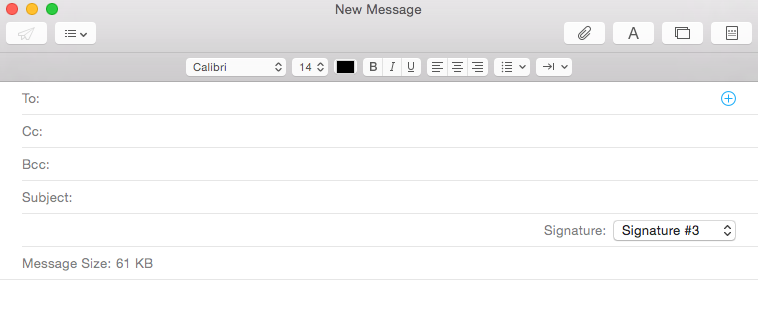 New Message
A
Calibri 14 B I U
To:
Cc:
Bcc:
Subject:
Signature: Signature #3
Message Size: 61 KB